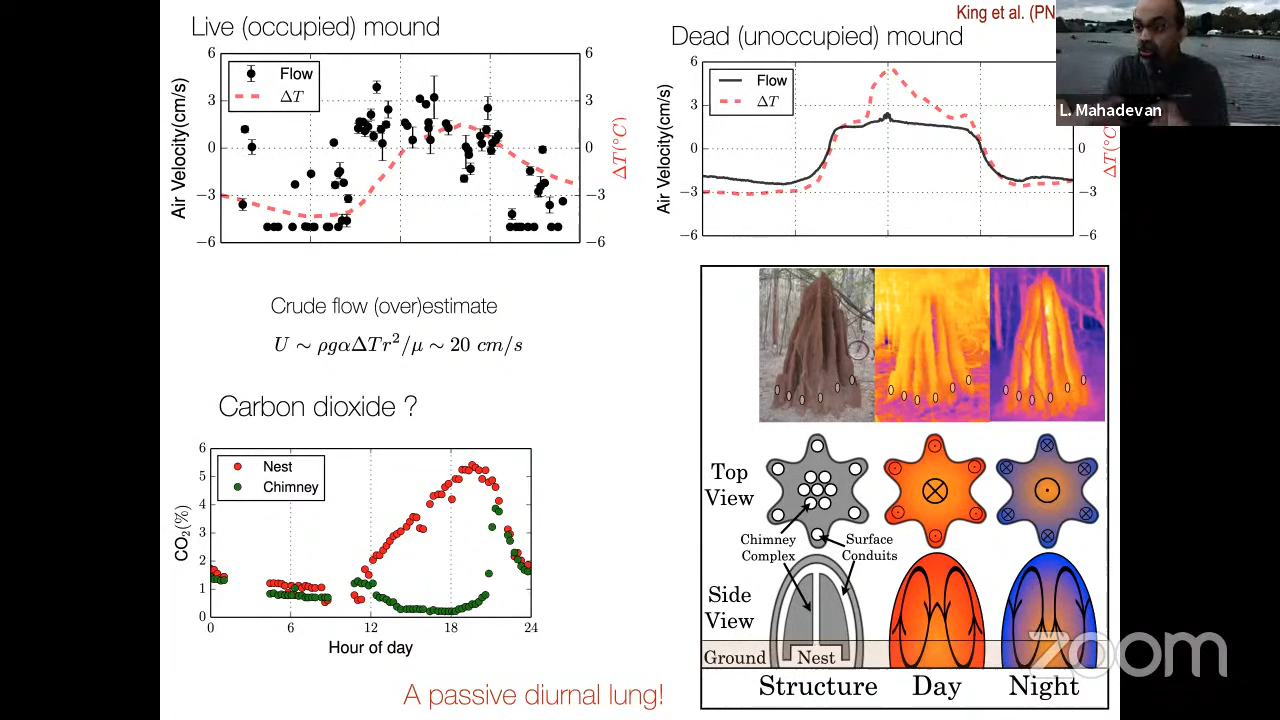 Live (occupied) mound
6
3
0
−3
−6
Air Velocity(cm/s)
Flow
ΔT
6
3
0
−3
−6
ΔT(°C)
King et al. (PN
Dead (unoccupied) mound
6
3
0
−3
−6
Air Velocity(cm/s)
Flow
ΔT
0
−6
ΔT(°C)
L. Mahadevan
Crude flow (over)estimate
U ∼ ρgαΔTr²/μ ∼ 20 cm/s
Carbon dioxide ?
6
5
4
3
2
1
0
CO₂(%)
Nest
Chimney
0 6 12 18 24
Hour of day
A passive diurnal lung!
Top
View
Chimney
Complex
Surface
Conduits
Side
View
Ground
Nest
Structure Day Night
zoom